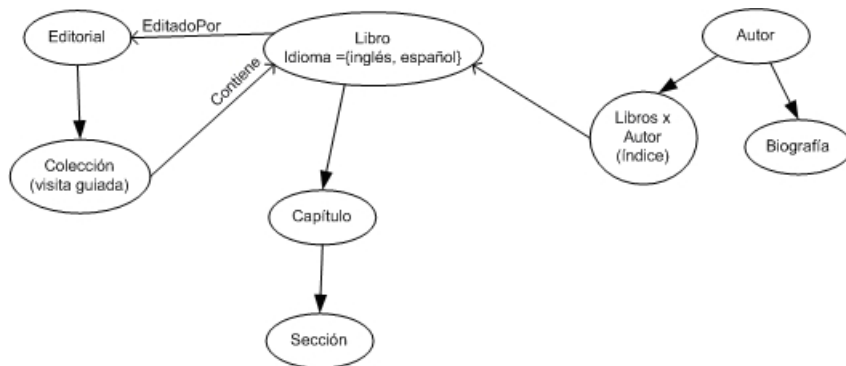 Editorial
EditadoPor
Libro
Idioma ={inglés, español}
Autor
Contiene
Colección
(visita guiada)
Libros x
Autor
(índice)
Biografía
Capítulo
Sección